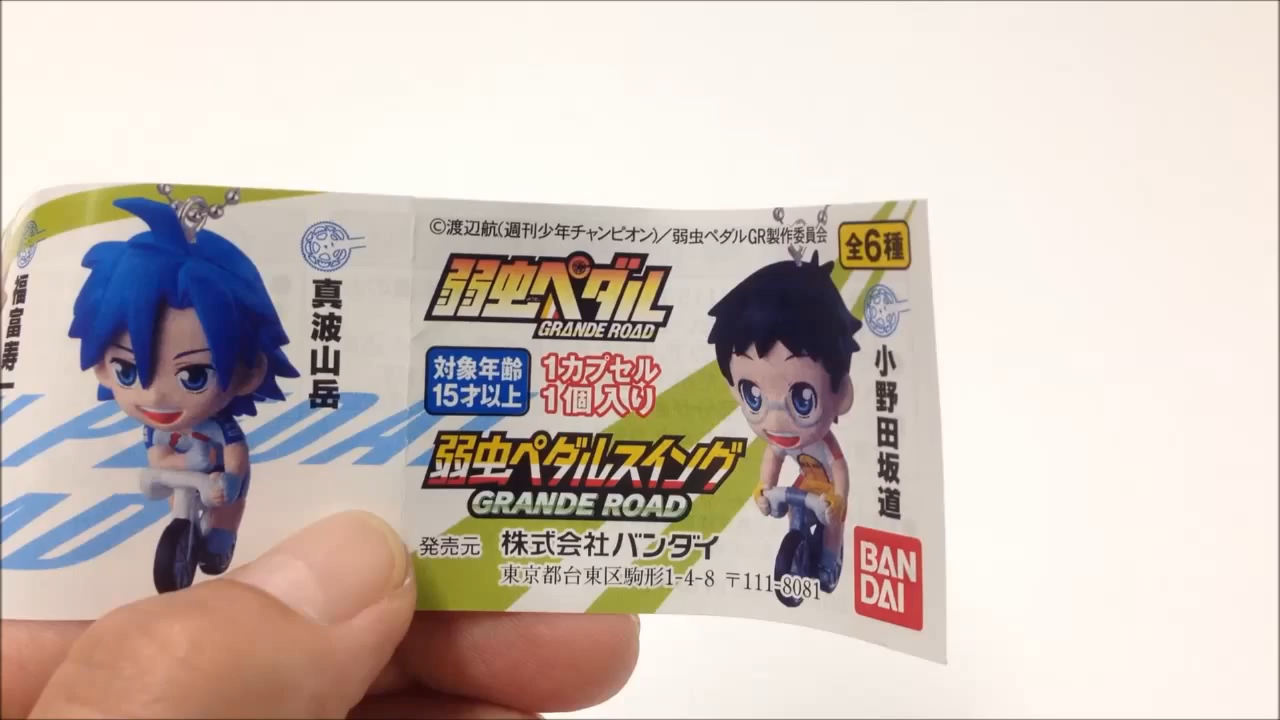 福富寿一
真波山岳
©渡辺航(週刊少年チャンピオン)/弱虫ペダルGR製作委員会
全6種
弱虫ペダル
GRANDE ROAD
対象年齢
15才以上
1カプセル
1個入り
小野田坂道
弱虫ペダルスイング
GRANDE ROAD
発売元 株式会社バンダイ
東京都台東区駒形1-4-8 〒111-8081
BAN
DAI